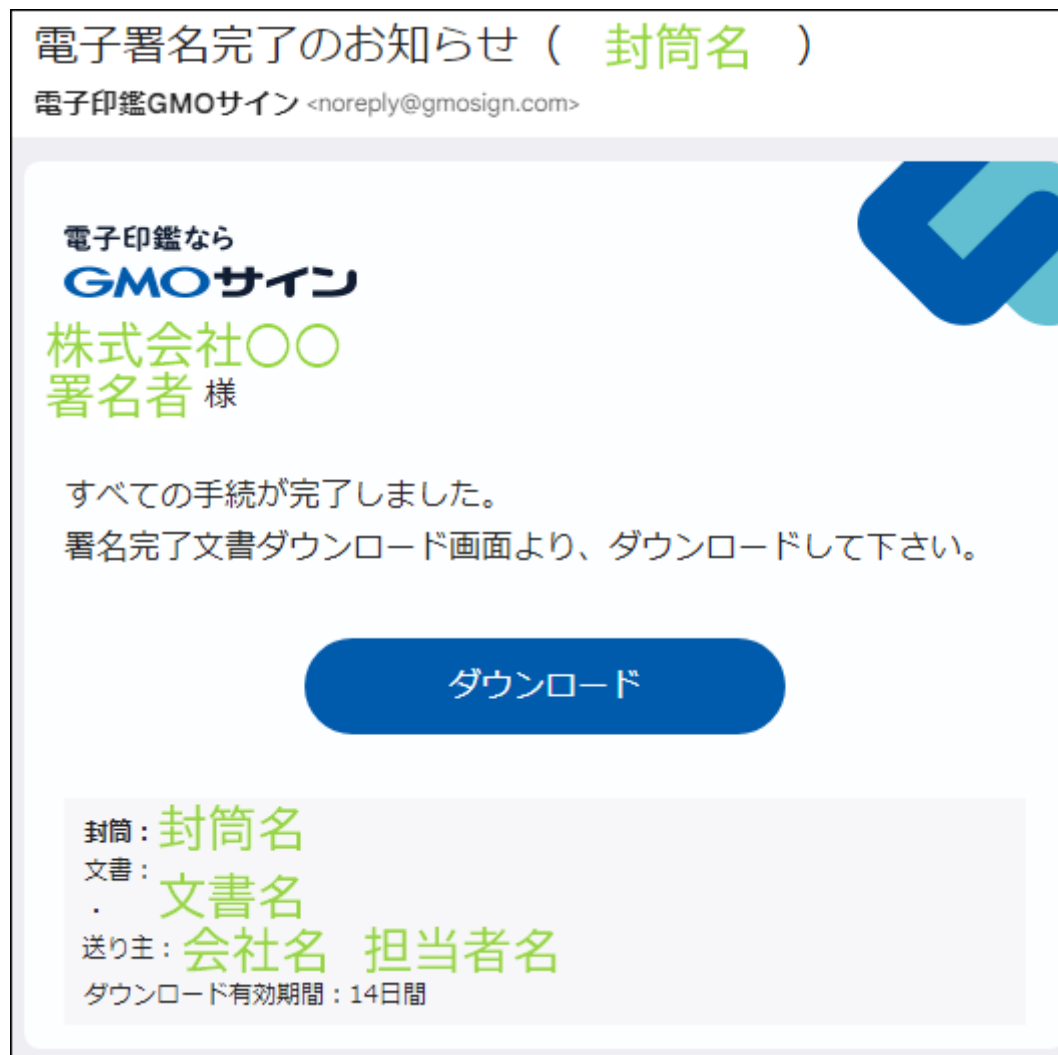 電子署名完了のお知らせ（ 封筒名 ）
電子印鑑GMOサイン <noreply@gmosign.com>
電子印鑑なら
GMOサイン
株式会社〇〇
署名者 様
すべての手続が完了しました。
署名完了文書ダウンロード画面より、ダウンロードして下さい。
ダウンロード
封筒：封筒名
文書：
・ 文書名
送り主：会社名 担当者名
ダウンロード有効期間：14日間